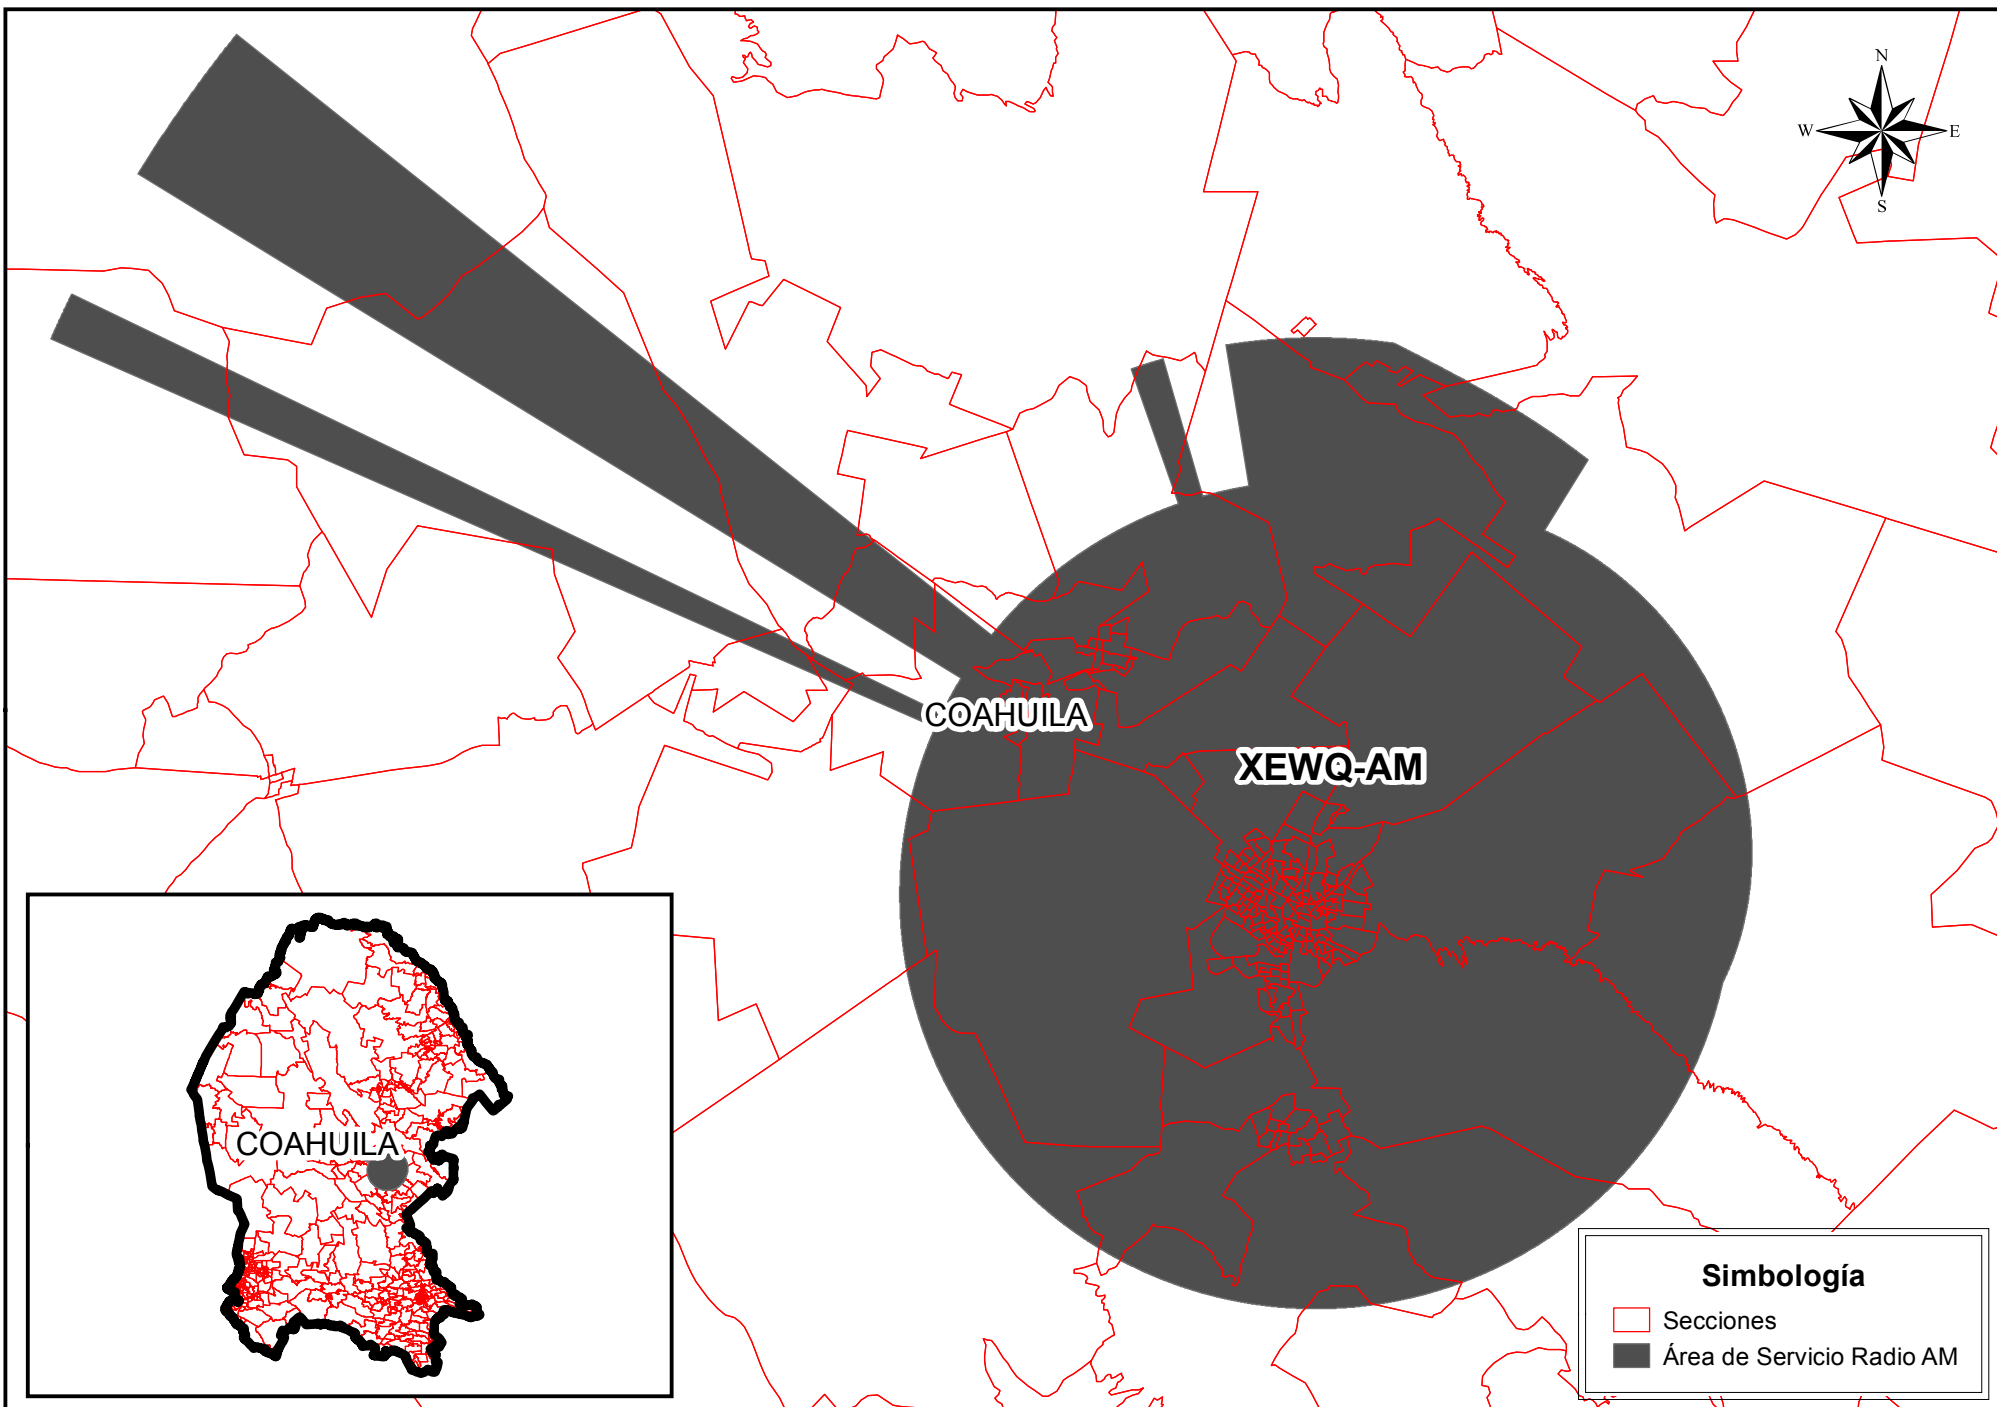 N
W E
S
COAHUILA
XEWQ-AM
COAHUILA
Simbología
Secciones
Área de Servicio Radio AM